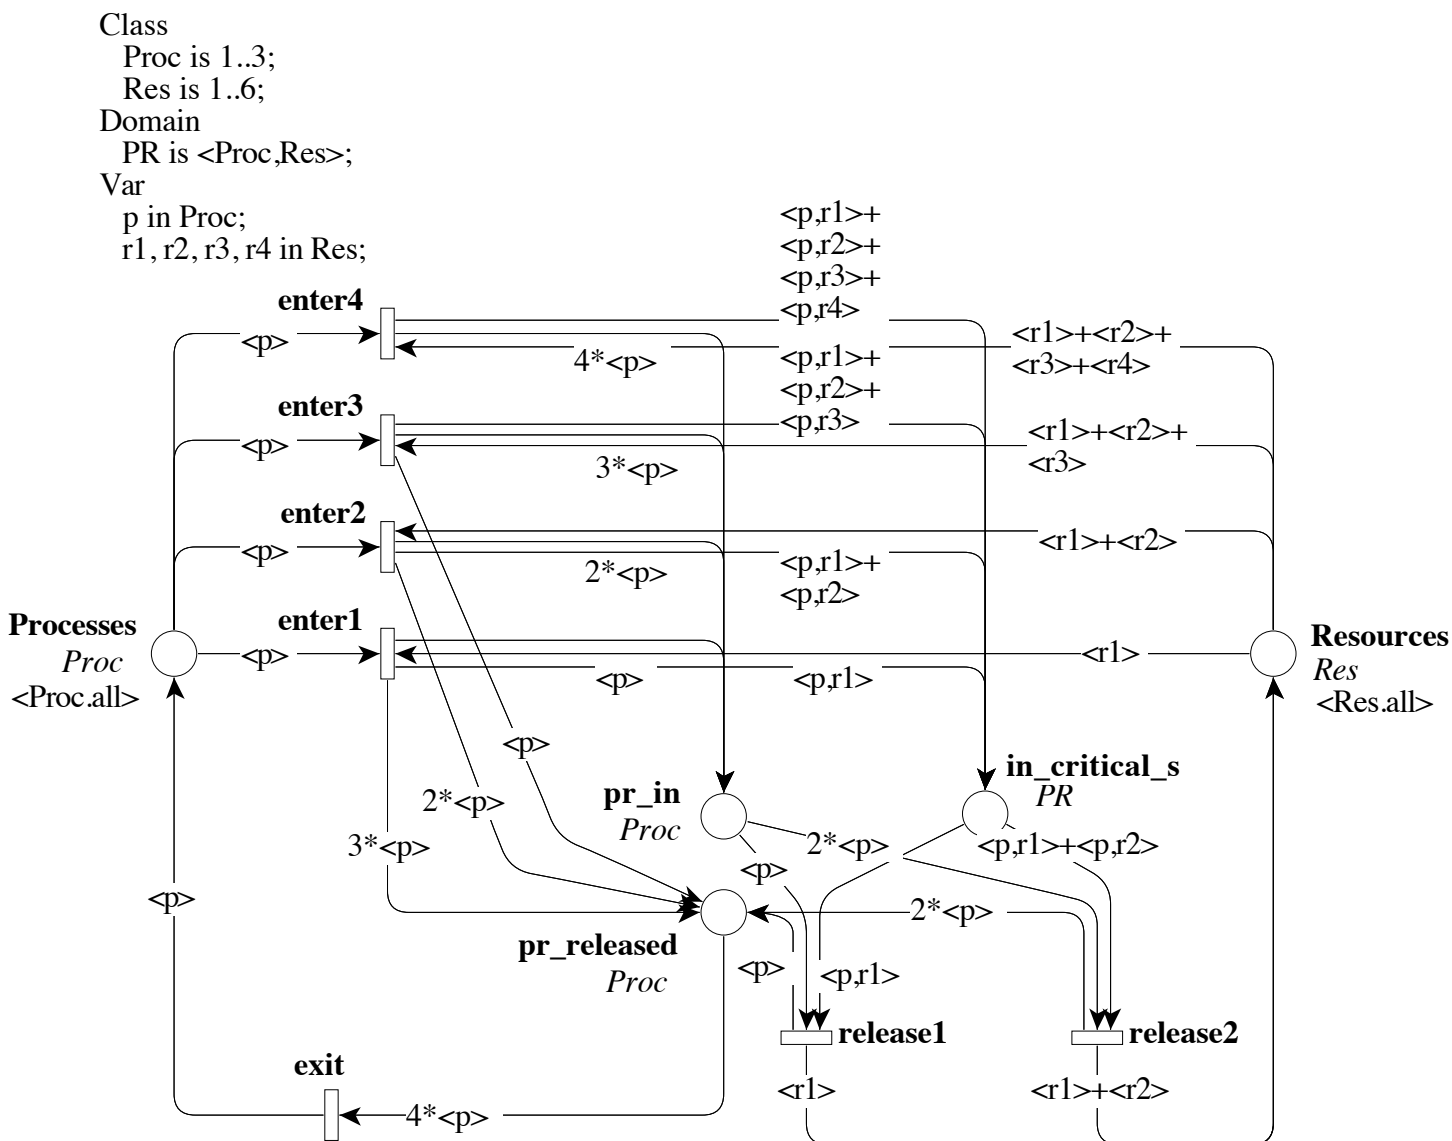 Class
Proc is 1..3;
Res is 1..6;
Domain
PR is <Proc,Res>;
Var
p in Proc;
r1, r2, r3, r4 in Res;
<p,r1>+
<p,r2>+
<p,r3>+
<p,r4>
enter4
<p>
4*<p>
<r1>+<r2>+
<r3>+<r4>
<p,r1>+
<p,r2>+
<p,r3>
enter3
<p>
3*<p>
<r1>+<r2>+
<r3>
enter2
<p>
2*<p>
<p,r1>+
<p,r2>
<r1>+<r2>
enter1
<p>
<p>
<p,r1>
<r1>
Processes
Proc
<Proc.all>
Resources
Res
<Res.all>
<p>
2*<p>
3*<p>
pr_in
Proc
in_critical_s
PR
2*<p>
<p,r1>+<p,r2>
<p>
<p>
2*<p>
pr_released
Proc
<p>
<p,r1>
release1
release2
exit
<r1>
<r1>+<r2>
4*<p>